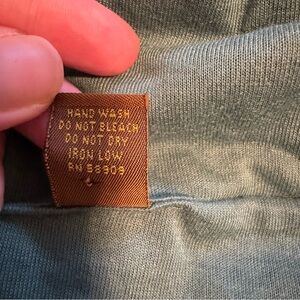 HAND WASH
DO NOT BLEACH
DO NOT DRY
IRON LOW
RN 58909